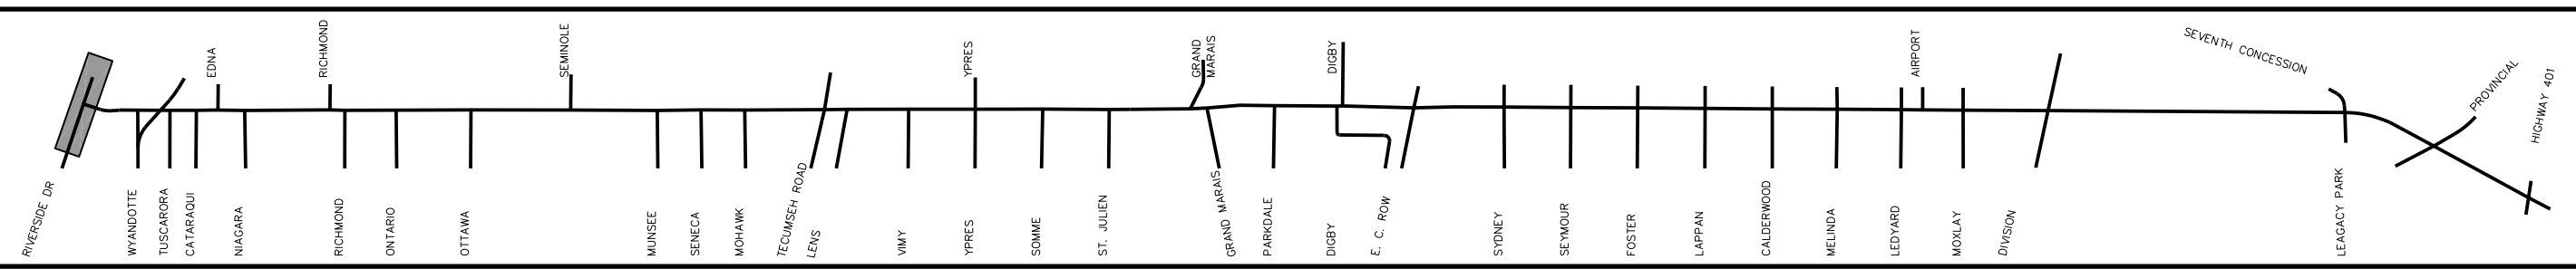 RIVERSIDE DR
WYANDOTTE
TUSCARORA
CATARAQUI
EDNA
NIAGARA
RICHMOND
RICHMOND
ONTARIO
OTTAWA
SEMINOLE
MUNSEE
SENECA
MOHAWK
TECUMSEH ROAD
LENS
VIMY
YPRES
YPRES
SOMME
ST. JULIEN
GRAND
MARAIS
GRAND MARAIS
PARKDALE
DIGBY
DIGBY
E. C. ROW
SYDNEY
SEYMOUR
FOSTER
LAPPAN
CALDERWOOD
MELINDA
LEDYARD
AIRPORT
MOXLAY
DIVISION
SEVENTH CONCESSION
LEAGACY PARK
PROVINCIAL
HIGHWAY 401